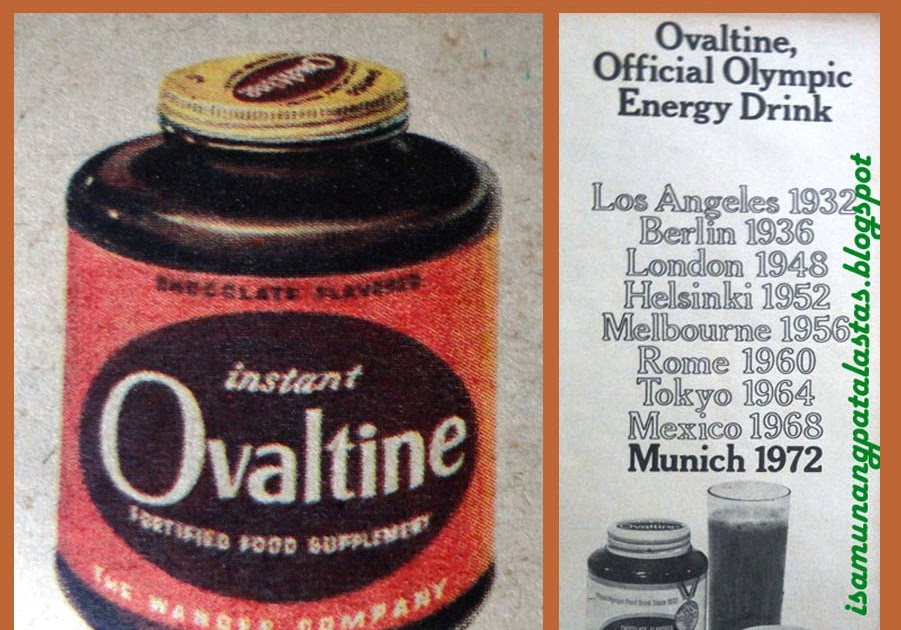 Ovaltine
CHOCOLATE FLAVORED
instant
Ovaltine
FORTIFIED FOOD SUPPLEMENT
THE WANDER COMPANY
Ovaltine,
Official Olympic
Energy Drink
Los Angeles 1932
Berlin 1936
London 1948
Helsinki 1952
Melbourne 1956
Rome 1960
Tokyo 1964
Mexico 1968
Munich 1972
Ovaltine
CHOCOLATE FLAVORED
isamunangpatalastas.blogspot